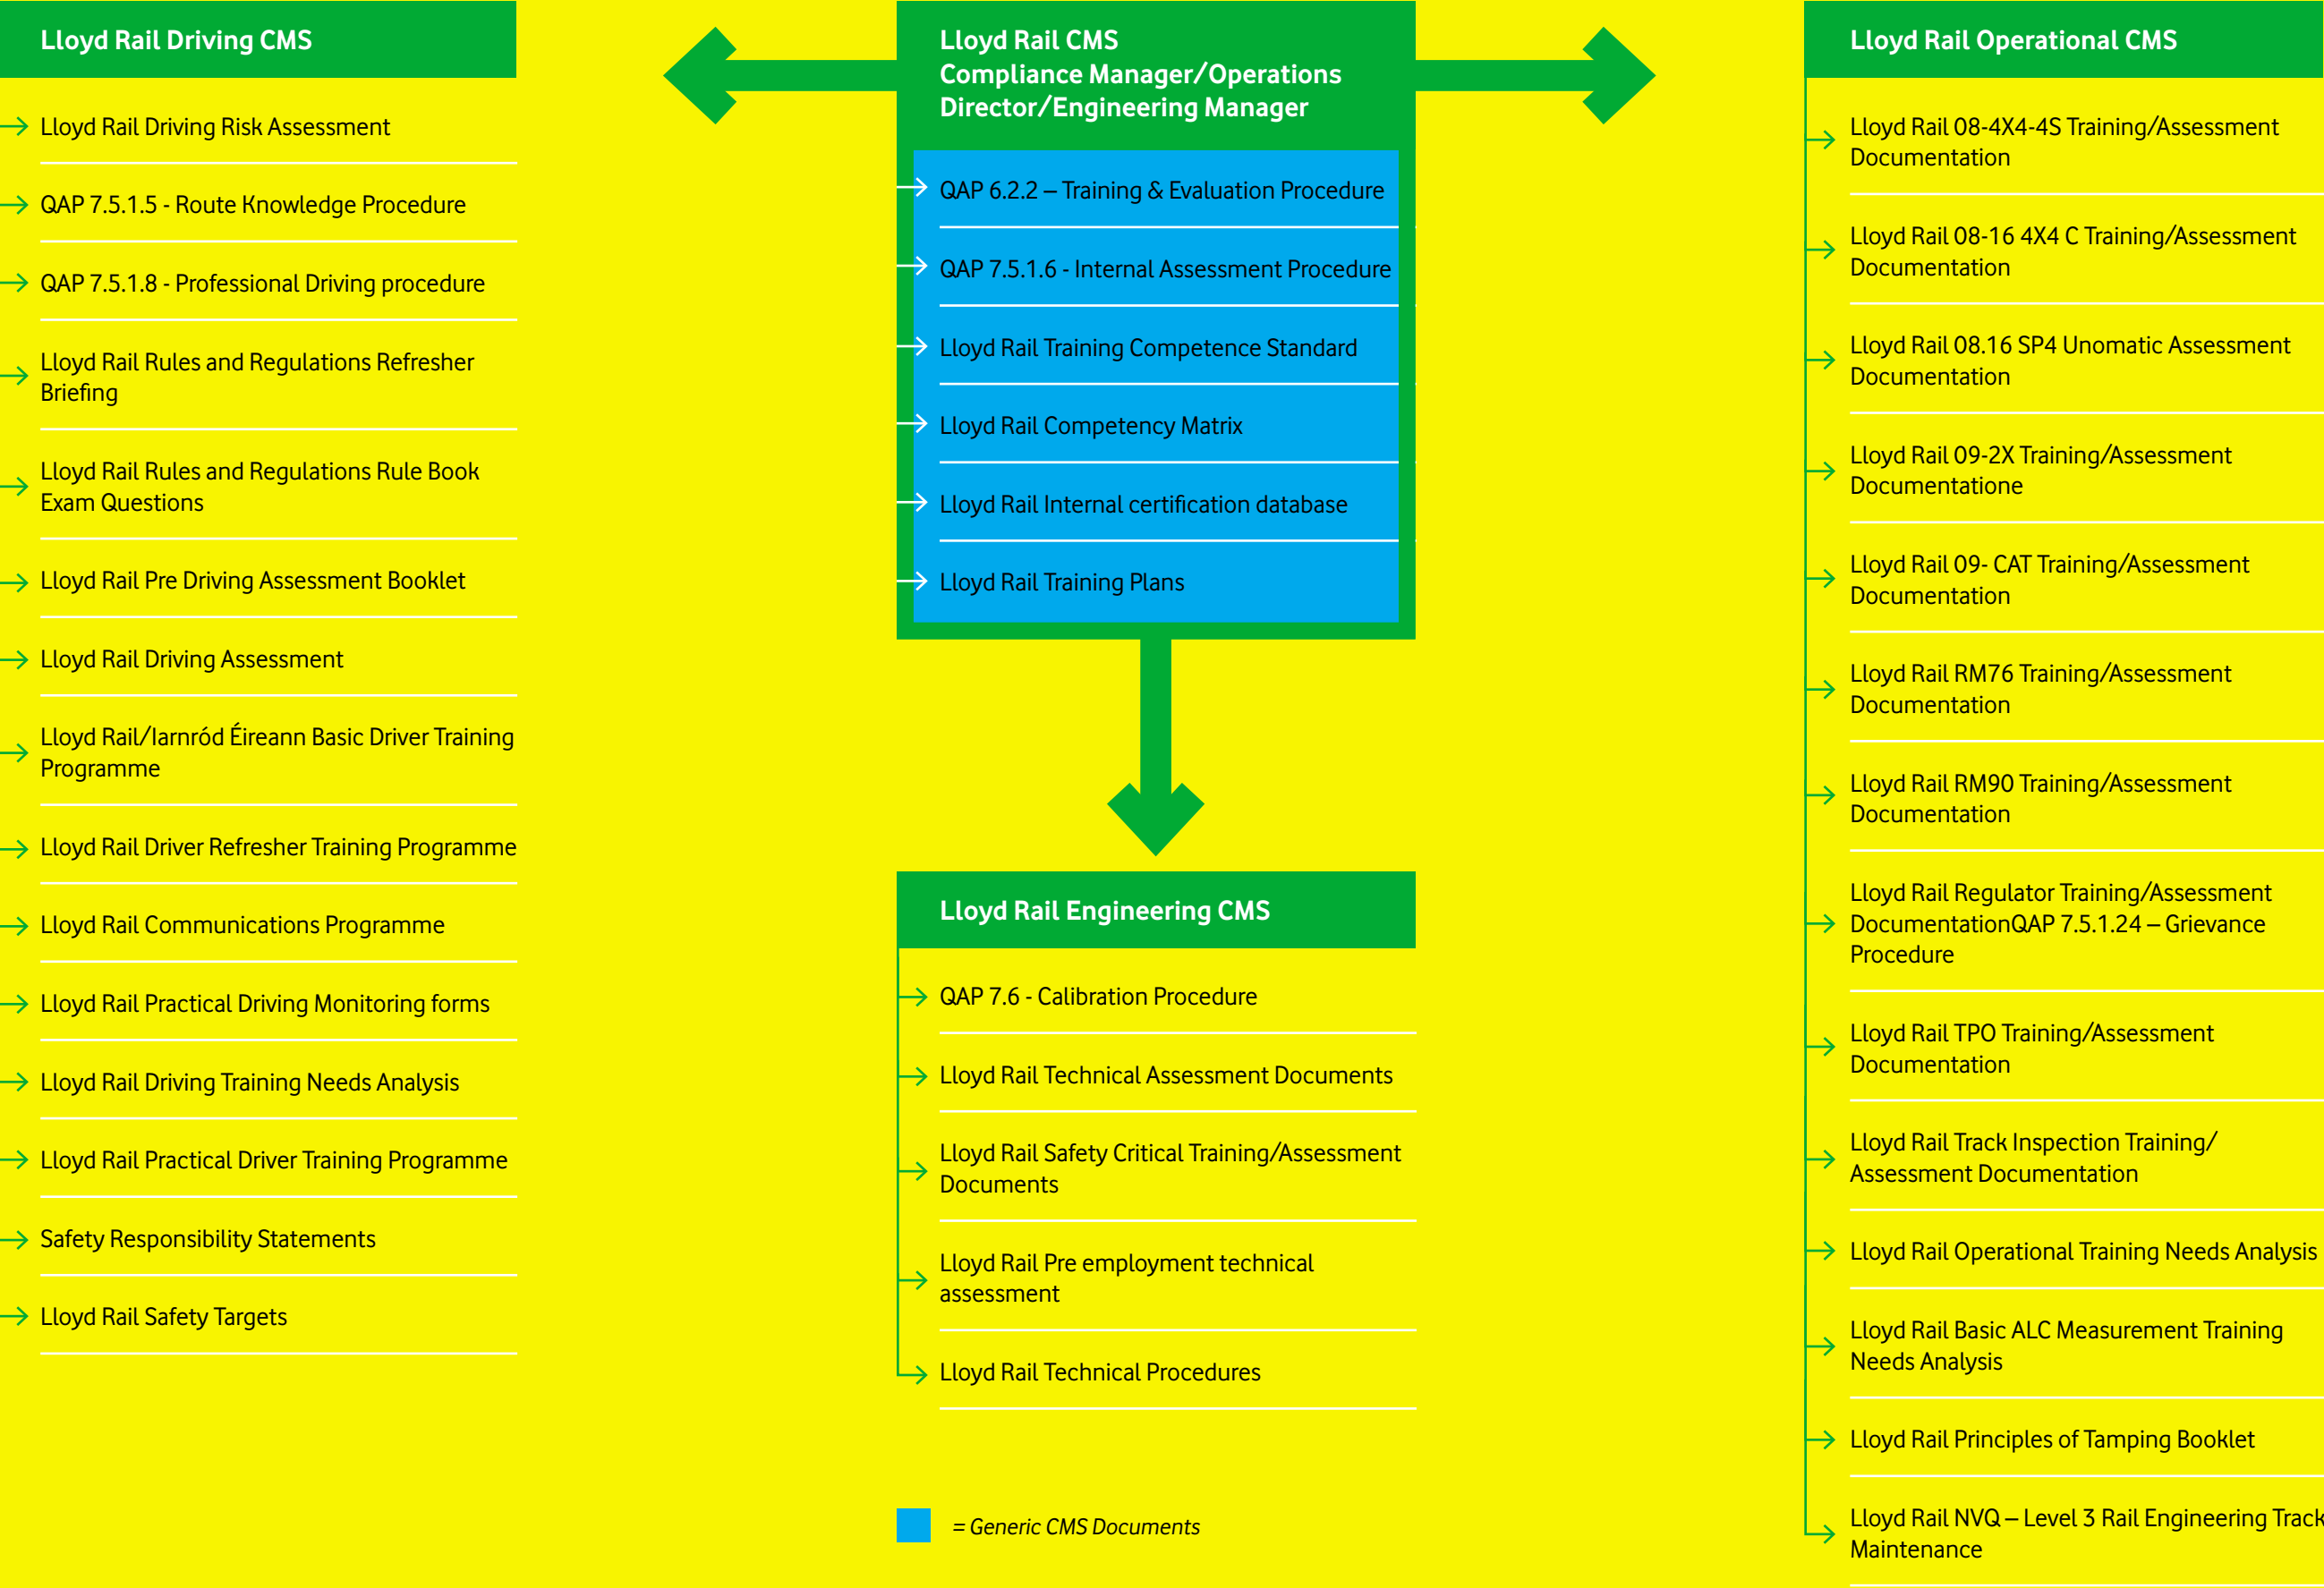 Lloyd Rail Driving CMS
Lloyd Rail Driving Risk Assessment
QAP 7.5.1.5 - Route Knowledge Procedure
QAP 7.5.1.8 - Professional Driving procedure
Lloyd Rail Rules and Regulations Refresher
Briefing
Lloyd Rail Rules and Regulations Rule Book
Exam Questions
Lloyd Rail Pre Driving Assessment Booklet
Lloyd Rail Driving Assessment
Lloyd Rail/Iarnród Éireann Basic Driver Training
Programme
Lloyd Rail Driver Refresher Training Programme
Lloyd Rail Communications Programme
Lloyd Rail Practical Driving Monitoring forms
Lloyd Rail Driving Training Needs Analysis
Lloyd Rail Practical Driver Training Programme
Safety Responsibility Statements
Lloyd Rail Safety Targets
Lloyd Rail CMS
Compliance Manager/Operations
Director/Engineering Manager
QAP 6.2.2 – Training & Evaluation Procedure
QAP 7.5.1.6 - Internal Assessment Procedure
Lloyd Rail Training Competence Standard
Lloyd Rail Competency Matrix
Lloyd Rail Internal certification database
Lloyd Rail Training Plans
Lloyd Rail Engineering CMS
QAP 7.6 - Calibration Procedure
Lloyd Rail Technical Assessment Documents
Lloyd Rail Safety Critical Training/Assessment
Documents
Lloyd Rail Pre employment technical
assessment
Lloyd Rail Technical Procedures
= Generic CMS Documents
Lloyd Rail Operational CMS
Lloyd Rail 08-4X4-4S Training/Assessment
Documentation
Lloyd Rail 08-16 4X4 C Training/Assessment
Documentation
Lloyd Rail 08.16 SP4 Unomatic Assessment
Documentation
Lloyd Rail 09-2X Training/Assessment
Documentatione
Lloyd Rail 09- CAT Training/Assessment
Documentation
Lloyd Rail RM76 Training/Assessment
Documentation
Lloyd Rail RM90 Training/Assessment
Documentation
Lloyd Rail Regulator Training/Assessment
DocumentationQAP 7.5.1.24 – Grievance
Procedure
Lloyd Rail TPO Training/Assessment
Documentation
Lloyd Rail Track Inspection Training/
Assessment Documentation
Lloyd Rail Operational Training Needs Analysis
Lloyd Rail Basic ALC Measurement Training
Needs Analysis
Lloyd Rail Principles of Tamping Booklet
Lloyd Rail NVQ – Level 3 Rail Engineering Track
Maintenance